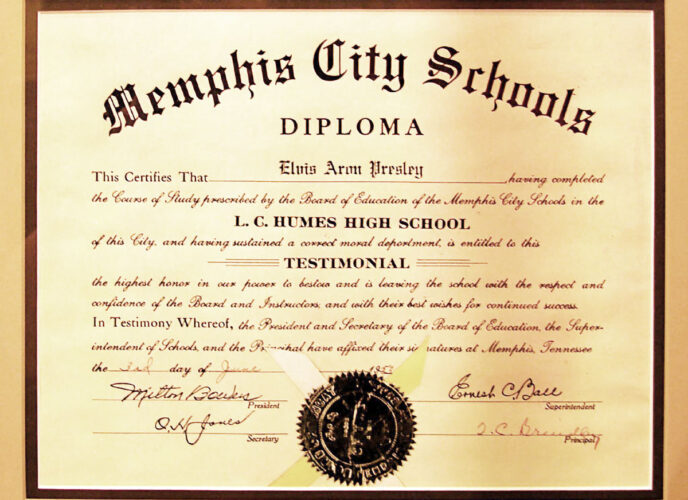 Memphis City Schools
DIPLOMA
This Certifies That Elvis Aron Presley, having completed
the Course of Study prescribed by the Board of Education of the Memphis City Schools in the
L. C. HUMES HIGH SCHOOL
of this City, and having sustained a correct moral deportment, is entitled to this
TESTIMONIAL
the highest honor in our power to bestow and is leaving the school with the respect and
confidence of the Board and Instructors, and with their best wishes for continued success.
In Testimony Whereof, the President and Secretary of the Board of Education, the Super-
intendent of Schools, and the Principal have affixed their signatures at Memphis, Tennessee
the 3rd day of June 1953
Milton Bowers Ernest C. Ball
President Superintendent
O. H. Jones T. C. Brindley
Secretary Principal